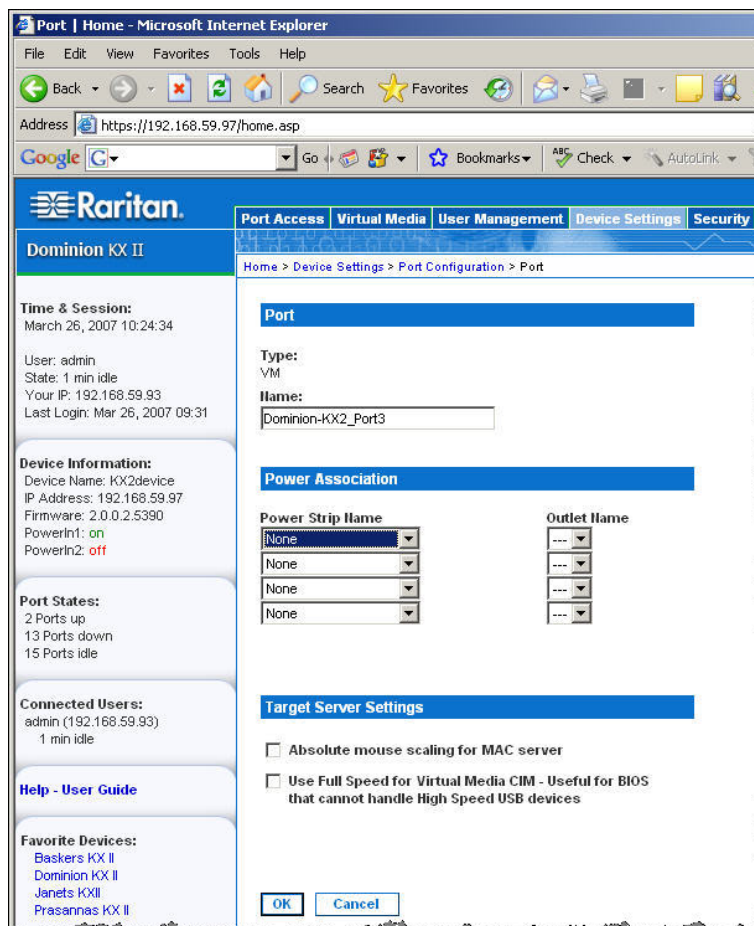 Port | Home - Microsoft Internet Explorer
File Edit View Favorites Tools Help
Back Search Favorites
Address https://192.168.59.97/home.asp
Google G Go Bookmarks ABC Check AutoLink
Raritan.
Port Access Virtual Media User Management Device Settings Security
Dominion KX II
Home > Device Settings > Port Configuration > Port
Time & Session:
March 26, 2007 10:24:34
User: admin
State: 1 min idle
Your IP: 192.168.59.93
Last Login: Mar 26, 2007 09:31
Device Information:
Device Name: KX2device
IP Address: 192.168.59.97
Firmware: 2.0.0.2.5390
PowerIn1: on
PowerIn2: off
Port States:
2 Ports up
13 Ports down
15 Ports idle
Connected Users:
admin (192.168.59.93)
1 min idle
Help - User Guide
Favorite Devices:
Baskers KX II
Dominion KX II
Janets KXII
Prasannas KX II
Port
Type:
VM
Name:
Dominion-KX2_Port3
Power Association
Power Strip Name Outlet Name
None ---
None ---
None ---
None ---
Target Server Settings
Absolute mouse scaling for MAC server
Use Full Speed for Virtual Media CIM - Useful for BIOS
that cannot handle High Speed USB devices
OK Cancel